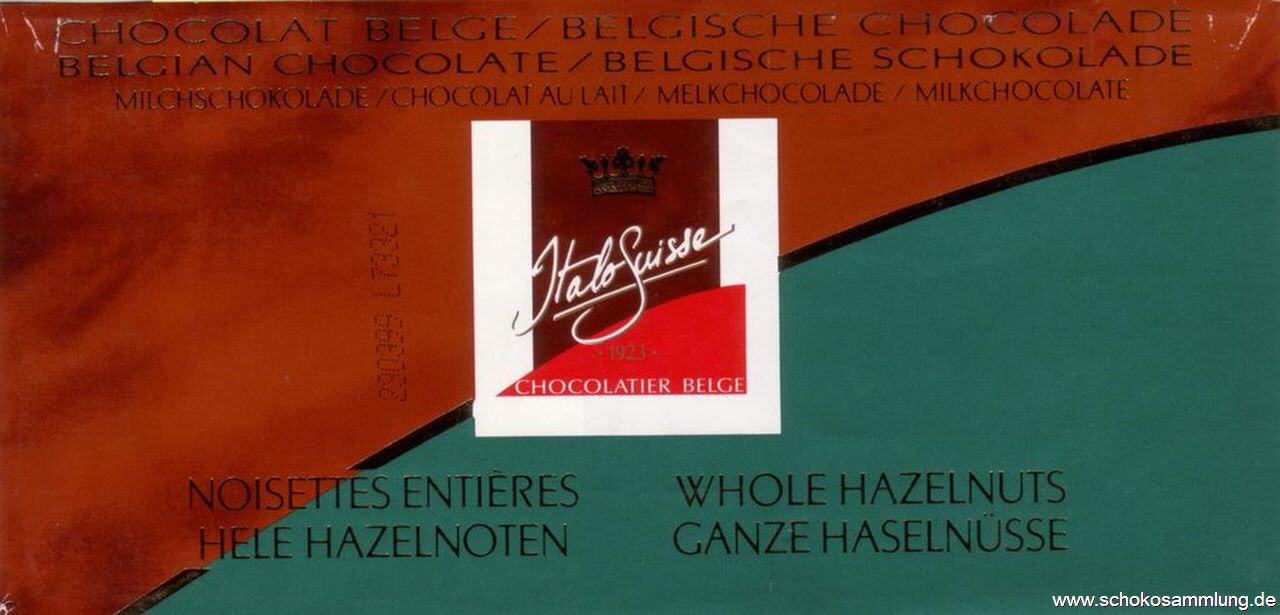 CHOCOLAT BELGE/BELGISCHE CHOCOLADE
BELGIAN CHOCOLATE/BELGISCHE SCHOKOLADE
MILCHSCHOKOLADE/CHOCOLAT AU LAIT/ MELKCHOCOLADE / MILKCHOCOLATE
Italo Suisse
·1923·
CHOCOLATIER BELGE
NOISETTES ENTIÈRES
HELE HAZELNOTEN
WHOLE HAZELNUTS
GANZE HASELNÜSSE
www.schokosammlung.de